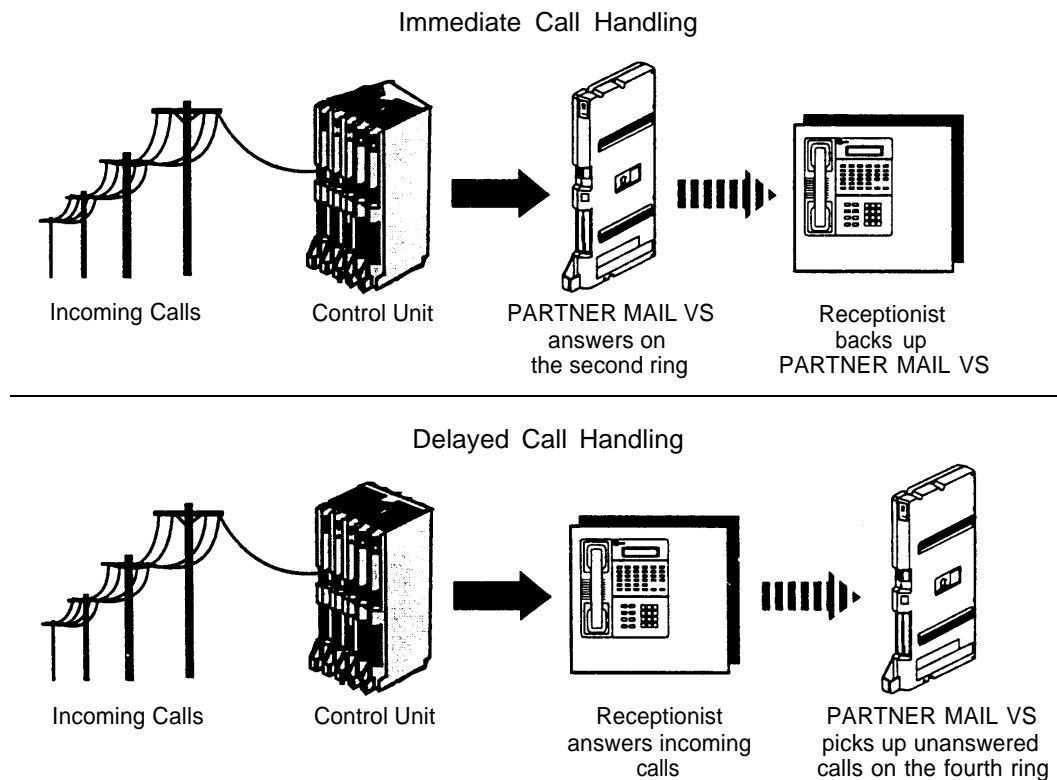 Immediate Call Handling
Incoming Calls
Control Unit
PARTNER MAIL VS
answers on
the second ring
Receptionist
backs up
PARTNER MAIL VS
Delayed Call Handling
Incoming Calls
Control Unit
Receptionist
answers incoming
calls
PARTNER MAIL VS
picks up unanswered
calls on the fourth ring